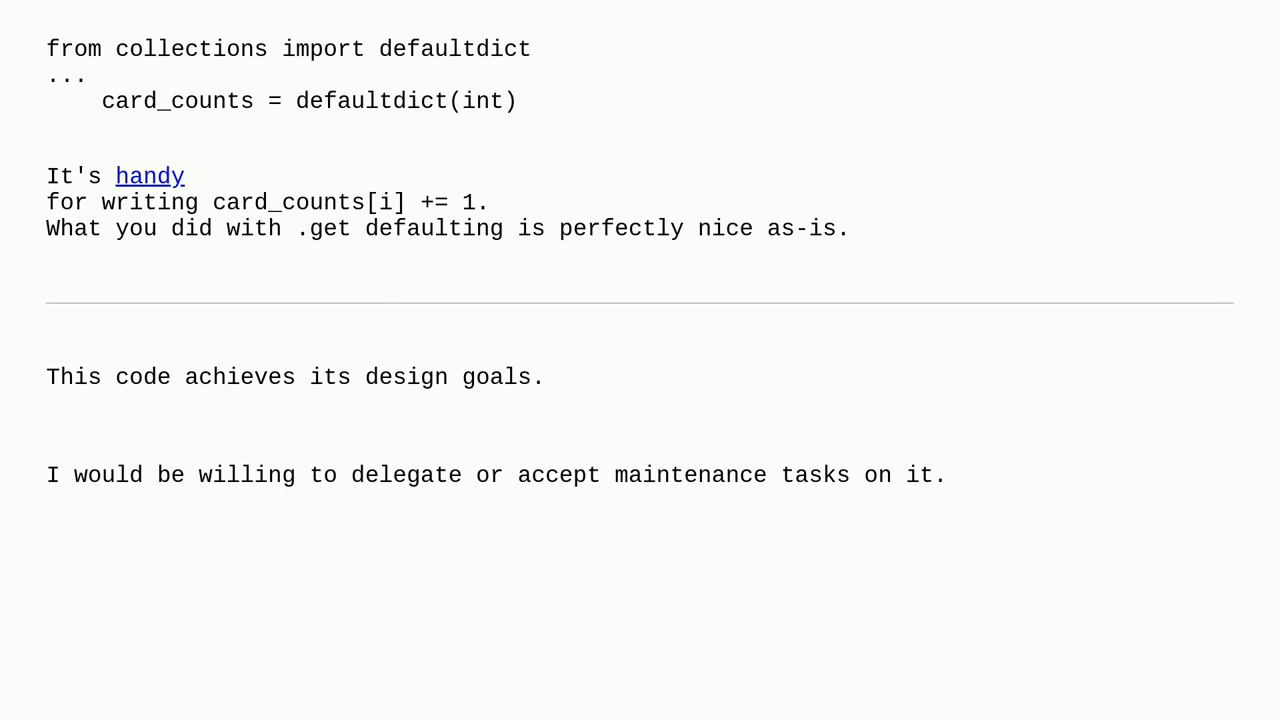 from collections import defaultdict
...
    card_counts = defaultdict(int)
It's handy
for writing card_counts[i] += 1.
What you did with .get defaulting is perfectly nice as-is.
This code achieves its design goals.
I would be willing to delegate or accept maintenance tasks on it.